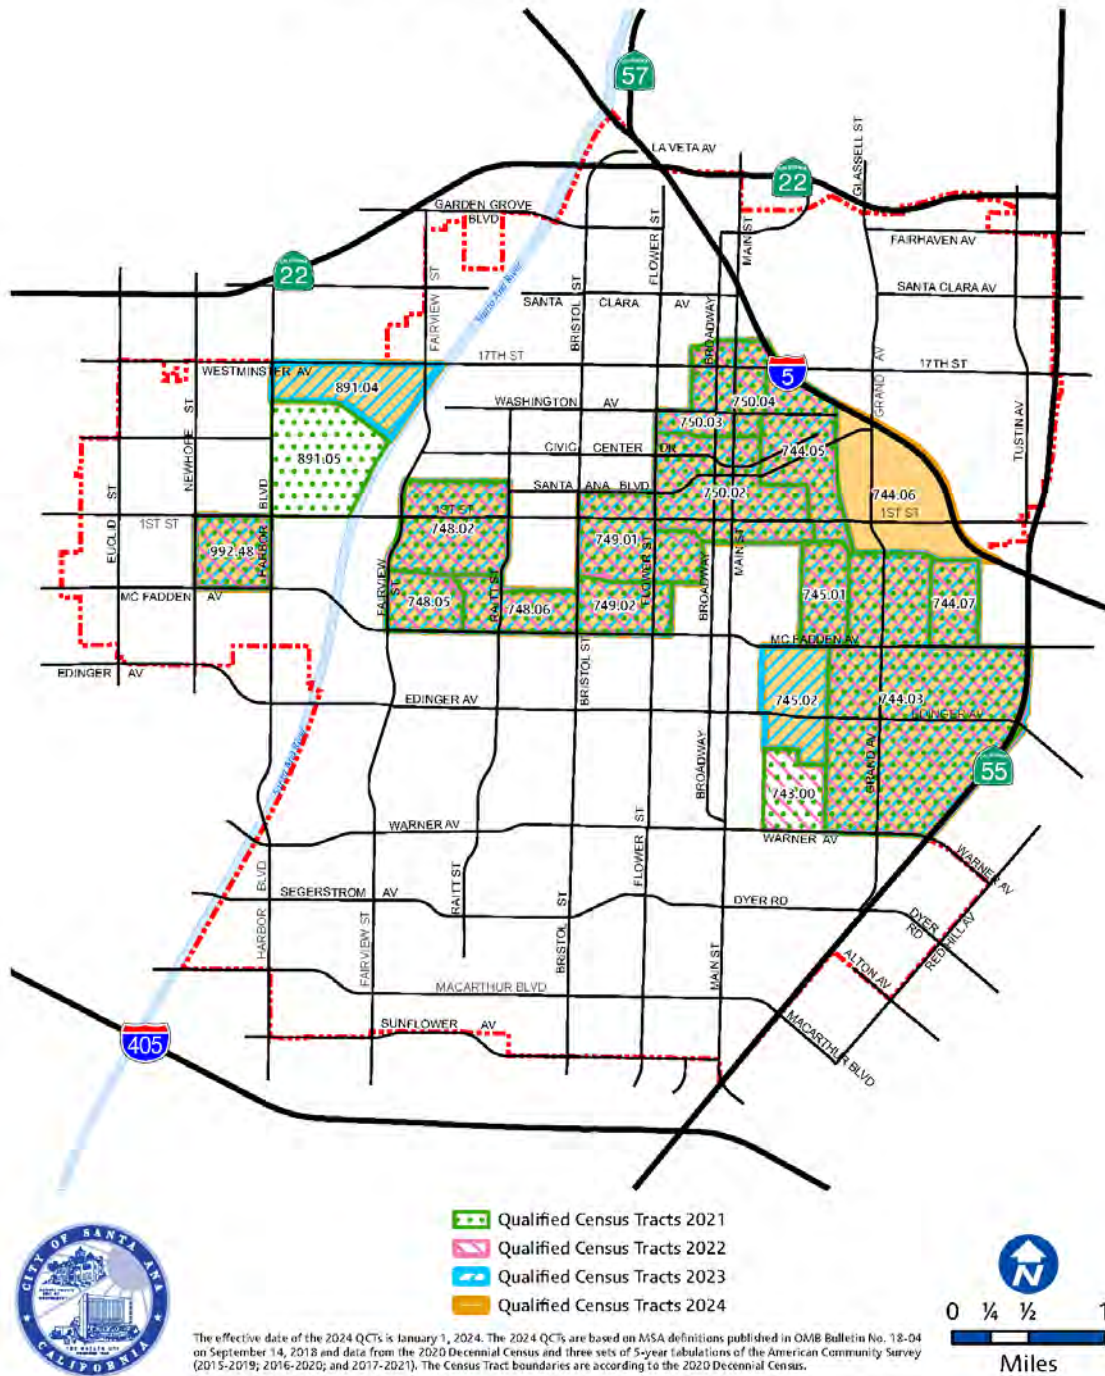 57
LA VETA AV
22
GLASSELL ST
GARDEN GROVE
BLVD
FLOWER ST
MAIN ST
FAIRHAVEN AV
22
FAIRVIEW ST
Santa Ana River
SANTA CLARA AV
BRISTOL ST
BROADWAY
SANTA CLARA AV
17TH ST
17TH ST
WESTMINSTER AV
5
891.04
GRAND AV
TUSTIN AV
750.04
WASHINGTON AV
750.03
NEWHOPE ST
CIVIC CENTER DR
744.05
891.05
SANTA ANA BLVD
750.02
744.06
EUCLID ST
HARBOR BLVD
1ST ST
1ST ST
1ST ST
748.02
749.01
992.48
FLOWER ST
MAIN ST
FAIRVIEW ST
RAITT ST
BROADWAY
MC FADDEN AV
748.05
748.06
749.02
745.01
744.07
MC FADDEN AV
BRISTOL ST
EDINGER AV
EDINGER AV
745.02
744.03
EDINGER AV
Santa Ana River
BROADWAY
GRAND AV
55
743.00
WARNER AV
FLOWER ST
WARNER AV
WARNER AV
HARBOR BLVD
RAITT ST
SEGERSTROM AV
DYER RD
DYER RD
RED HILL AV
FAIRVIEW ST
BRISTOL ST
MAIN ST
ALTON AV
MACARTHUR BLVD
SUNFLOWER AV
MACARTHUR BLVD
405
CITY OF SANTA ANA
CALIFORNIA
Qualified Census Tracts 2021
Qualified Census Tracts 2022
Qualified Census Tracts 2023
Qualified Census Tracts 2024
N
0 ¼ ½ 1
Miles
The effective date of the 2024 QCTs is January 1, 2024. The 2024 QCTs are based on MSA definitions published in OMB Bulletin No. 18-04
on September 14, 2018 and data from the 2020 Decennial Census and three sets of 5-year tabulations of the American Community Survey
(2015-2019; 2016-2020; and 2017-2021). The Census Tract boundaries are according to the 2020 Decennial Census.